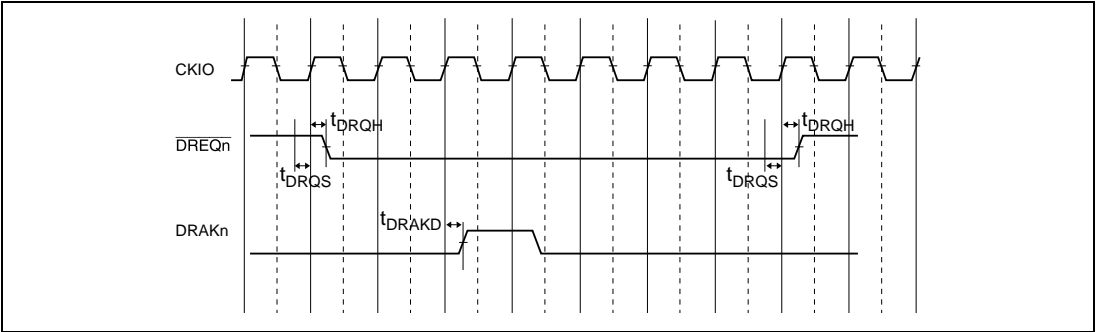 CKIO
tDRQH
tDRQH
DREQn
tDRQS
tDRQS
tDRAKD
DRAKn